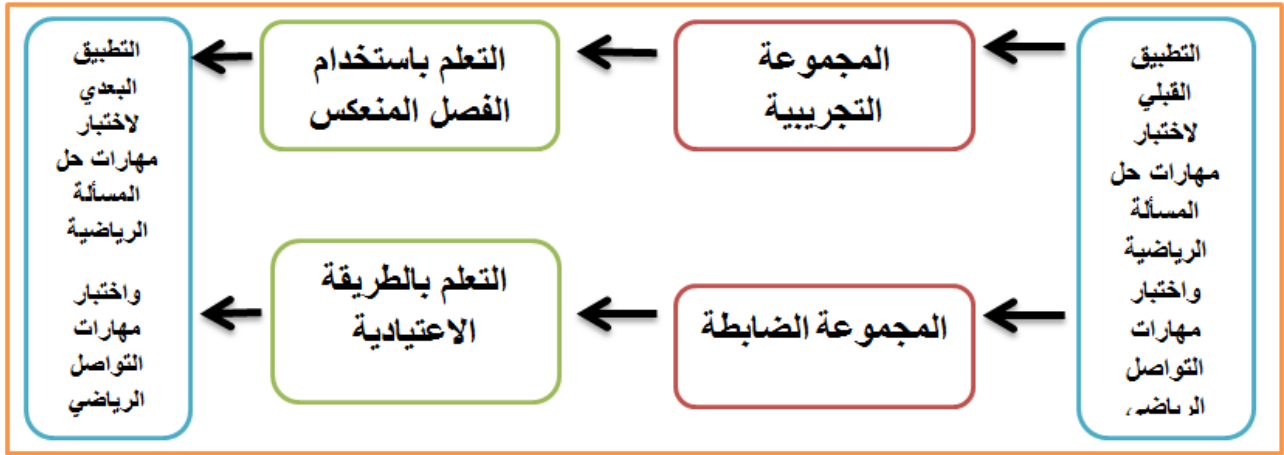 التطبيق
القبلي
لاختبار
مهارات حل
المسألة
الرياضية
واختبار
مهارات
التواصل
الرياضي
المجموعة
التجريبية
التعلم باستخدام
الفصل المنعكس
المجموعة الضابطة
التعلم بالطريقة
الاعتيادية
التطبيق
البعدي
لاختبار
مهارات حل
المسألة
الرياضية
واختبار
مهارات
التواصل
الرياضي